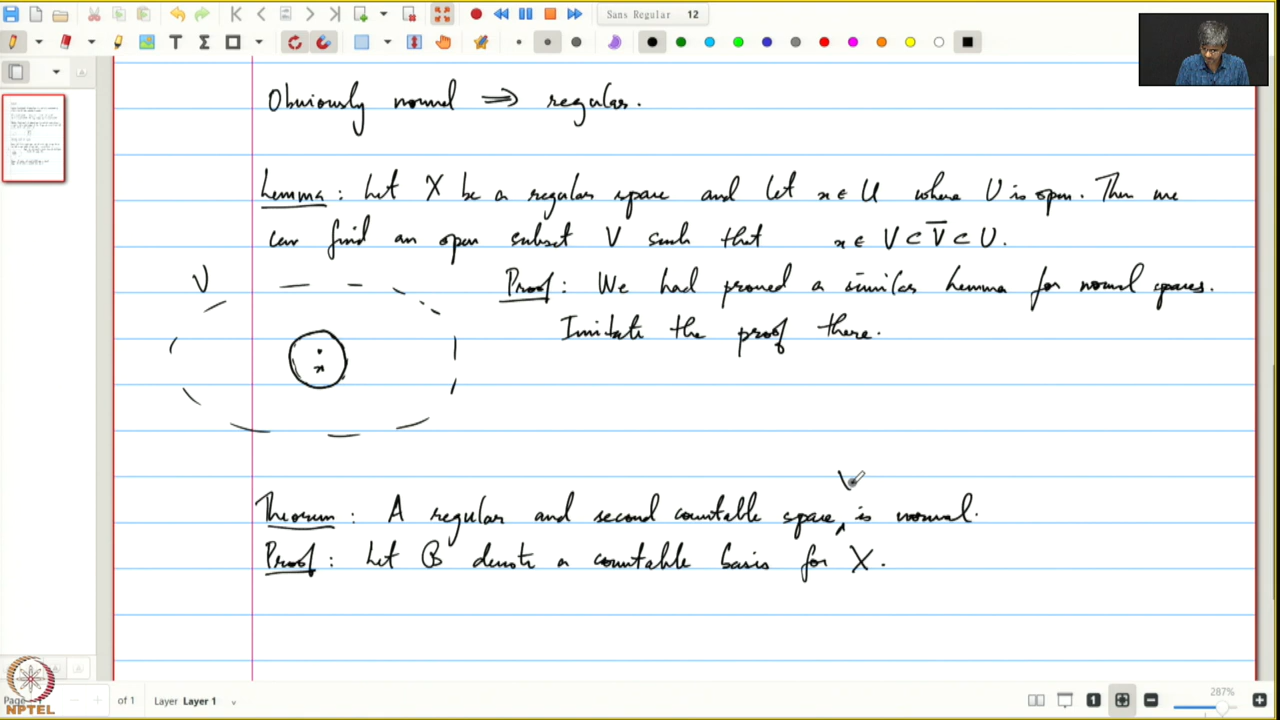 Sans Regular 12
Obviously normal ⟹ regular.
Lemma : Let X be a regular space and let x ∈ U where U is open. Then we
can find an open subset V such that x ∈ V ⊂ V̅ ⊂ U.
U
Proof : We had proved a similar lemma for normal spaces.
Imitate the proof there.
x
Theorem : A regular and second countable space ‸ is normal.
Proof : Let B denote a countable basis for X.
NPTEL
Page
of 1
Layer Layer 1
1
287%